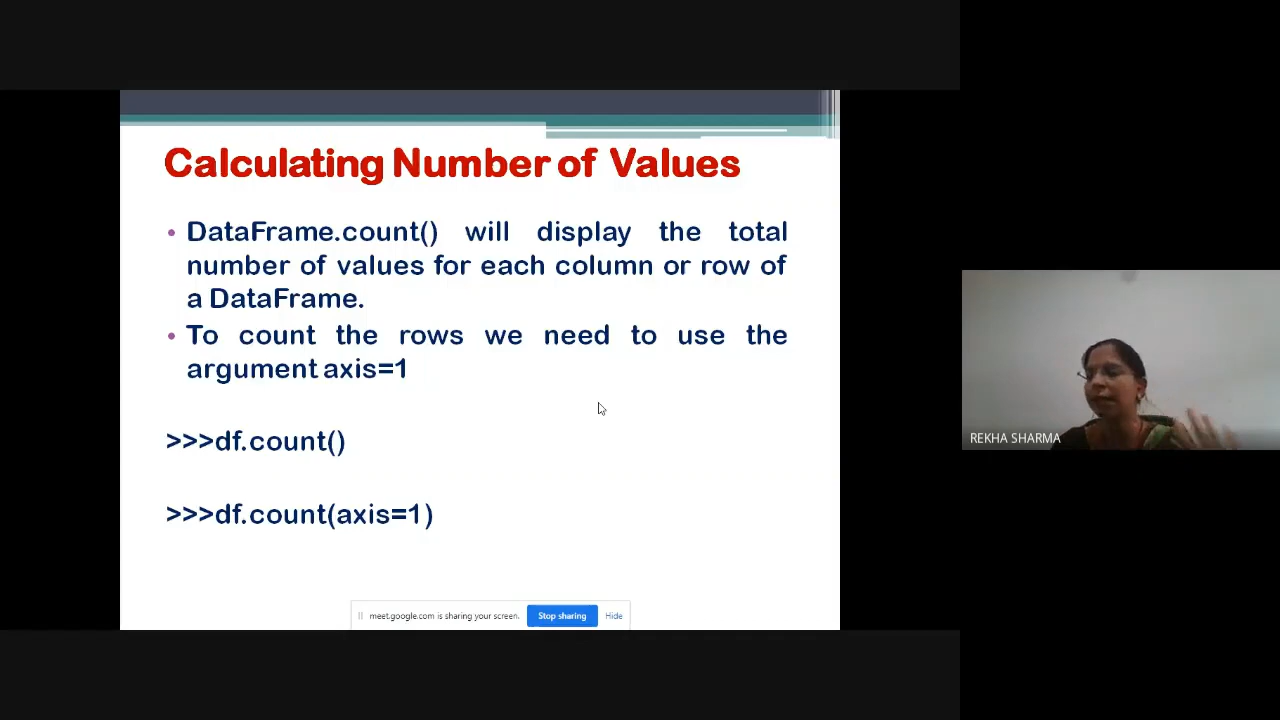 Calculating Number of Values
• DataFrame.count() will display the total
number of values for each column or row of
a DataFrame.
• To count the rows we need to use the
argument axis=1
>>>df.count()
>>>df.count(axis=1)
REKHA SHARMA
meet.google.com is sharing your screen. Stop sharing Hide